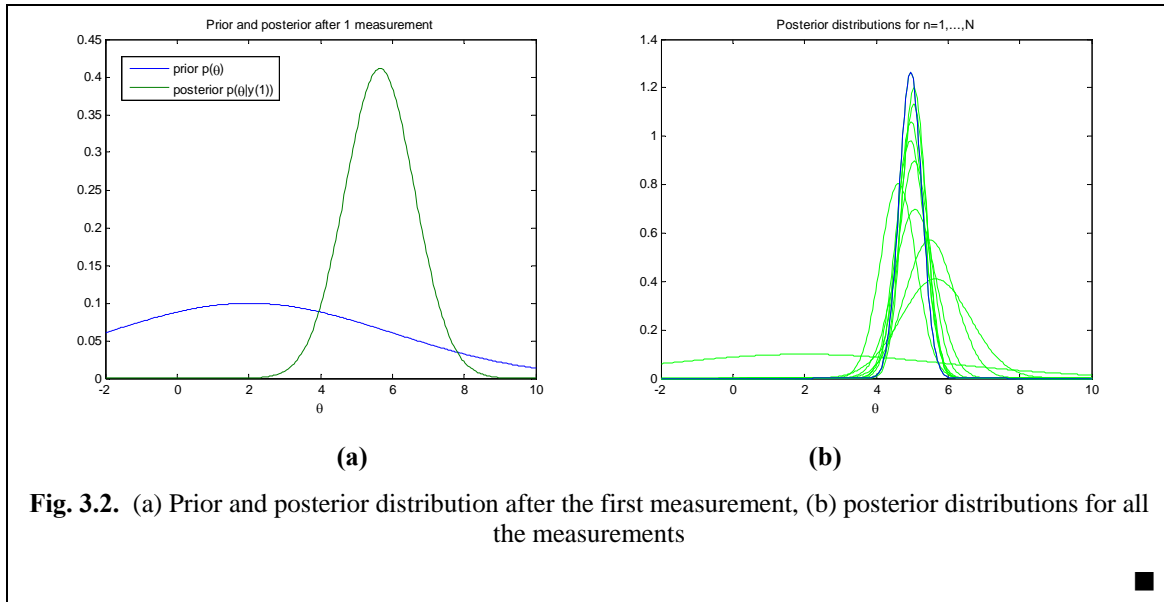 Prior and posterior after 1 measurement
0.45
0.4
0.35
0.3
0.25
0.2
0.15
0.1
0.05
0
-2 0 2 4 6 8 10
θ
prior p(θ)
posterior p(θ|y(1))
(a)
Posterior distributions for n=1,...,N
1.4
1.2
1
0.8
0.6
0.4
0.2
0
-2 0 2 4 6 8 10
θ
(b)
Fig. 3.2. (a) Prior and posterior distribution after the first measurement, (b) posterior distributions for all
the measurements